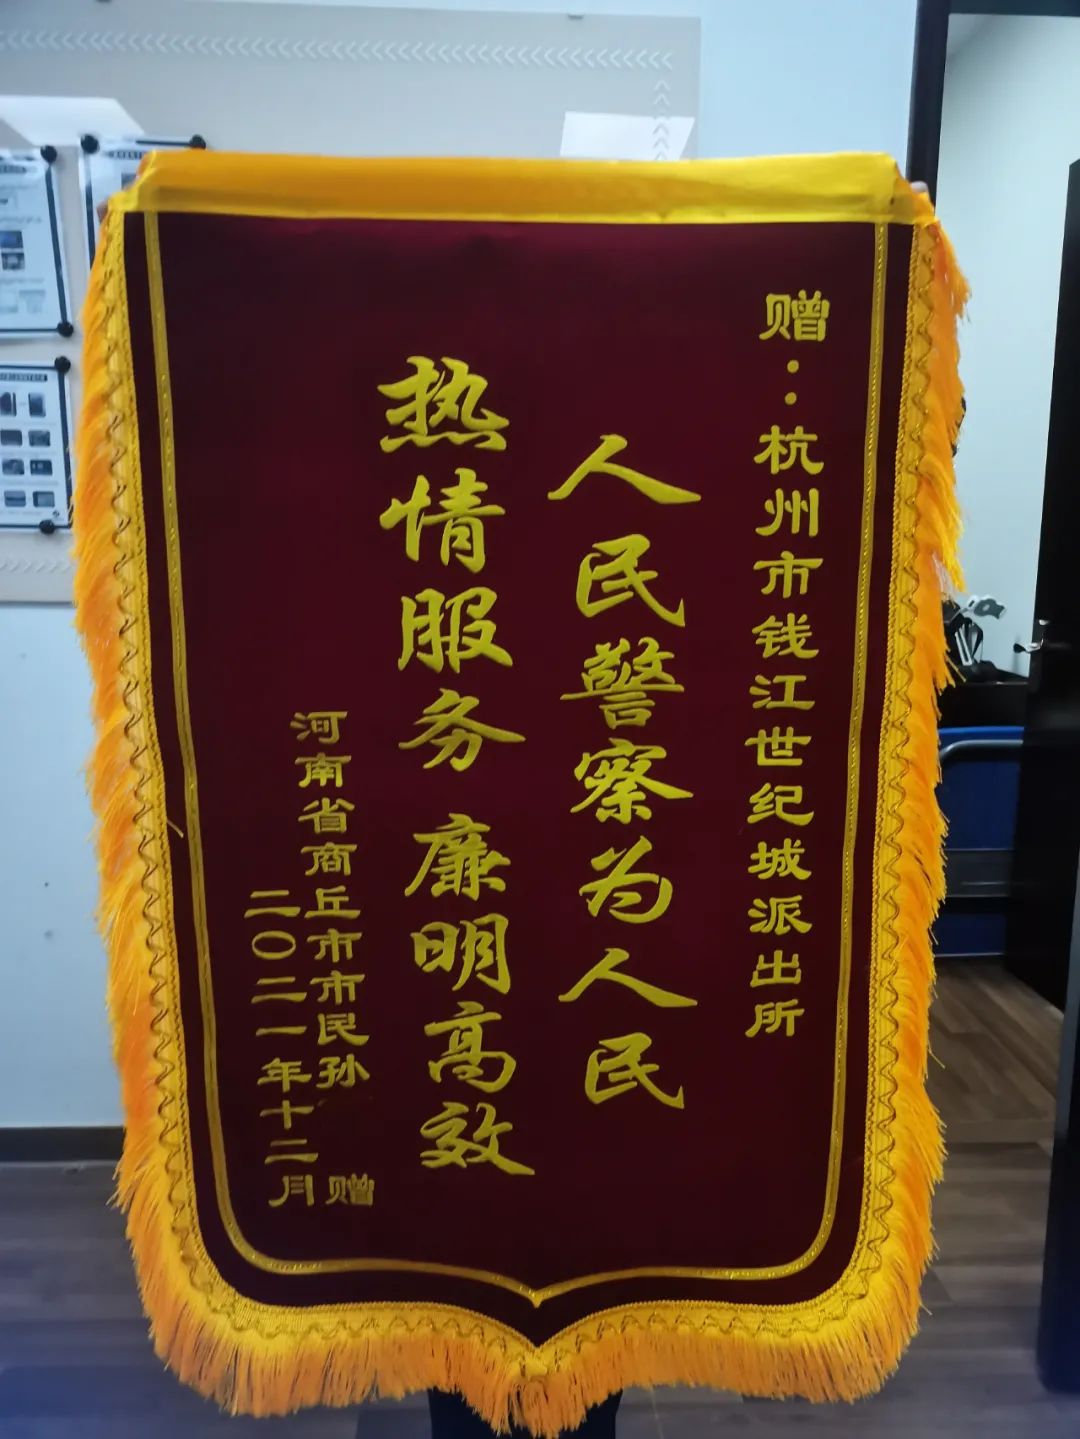 赠：杭州市钱江世纪城派出所
人民警察为人民
热情服务 廉明高效
河南省商丘市市民孙 赠
二〇二一年十二月